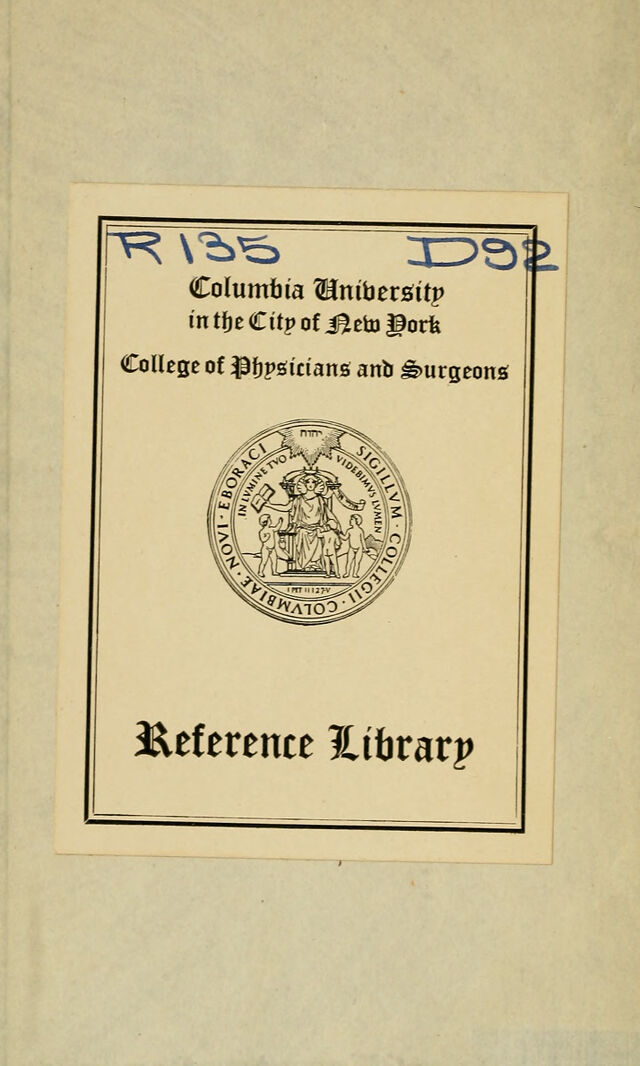 R135 D92
Columbia University
in the City of New York
College of Physicians and Surgeons
SIGILLVM · COLLEGII · COLVMBIAE · NOVI · EBORACI
IN LVMINE TVO VIDEBIMVS LVMEN
יהוה
Reference Library